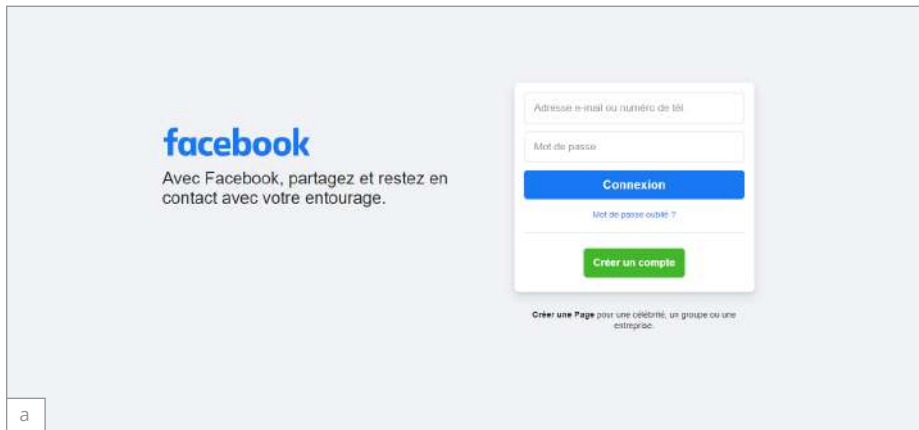 facebook
Avec Facebook, partagez et restez en
contact avec votre entourage.
Adresse e-mail ou numéro de tél
Mot de passe
Connexion
Mot de passe oublié ?
Créer un compte
Créer une Page pour une célébrité, un groupe ou une
entreprise.
a